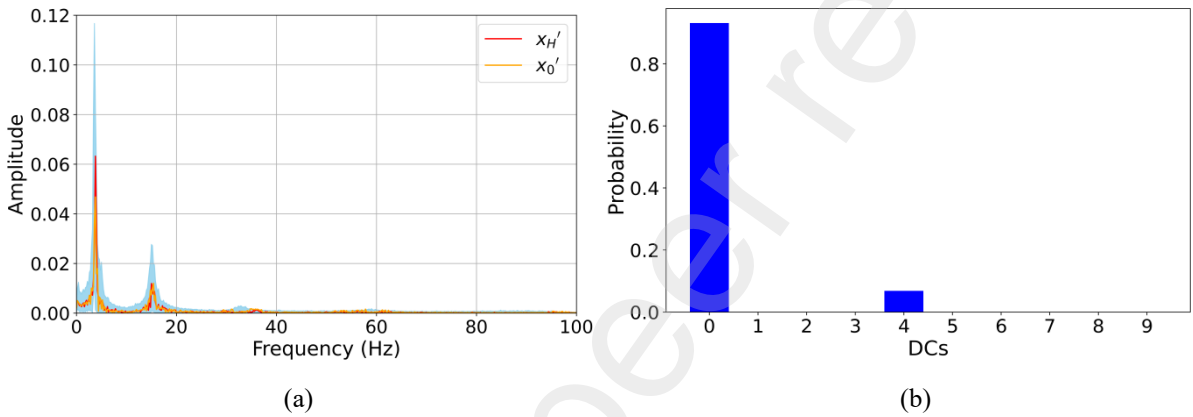 0.12
0.10
0.08
0.06
0.04
0.02
0.00
Amplitude
0 20 40 60 80 100
Frequency (Hz)
x_H'
x_0'
(a)
0.8
0.6
0.4
0.2
0.0
Probability
0 1 2 3 4 5 6 7 8 9
DCs
(b)
peer re